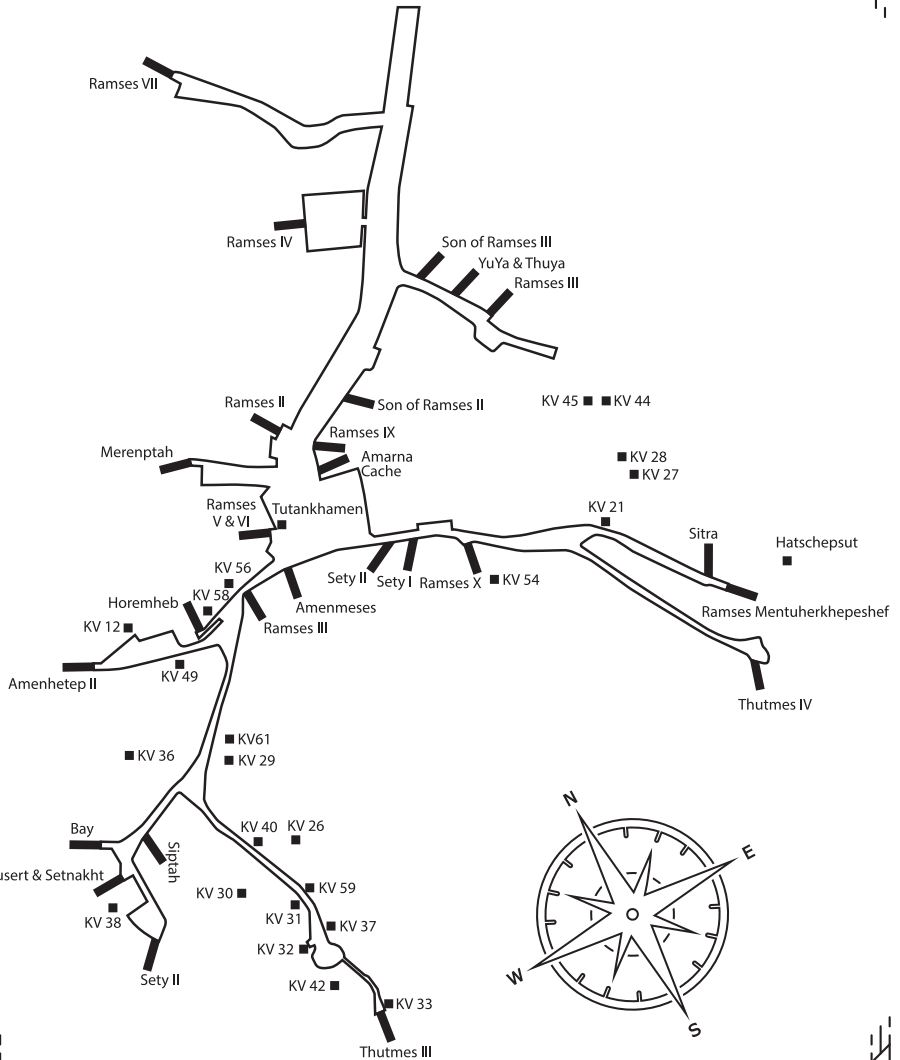 Ramses VII
Ramses IV
Son of Ramses III
YuYa & Thuya
Ramses III
Ramses II
Son of Ramses II
KV 45
KV 44
Ramses IX
Merenptah
Amarna
Cache
KV 28
KV 27
Ramses
V & VI
Tutankhamen
KV 21
Sitra
Hatschepsut
KV 56
Sety II
Sety I
Ramses X
KV 54
KV 58
Horemheb
Amenmeses
Ramses Mentuherkhepeshef
KV 12
Ramses III
KV 49
Amenhetep II
Thutmes IV
KV61
KV 36
KV 29
N
E
KV 40
KV 26
Bay
Siptah
usert & Setnakht
KV 59
KV 30
KV 31
KV 38
KV 37
KV 32
Sety II
KV 42
W
KV 33
S
Thutmes III